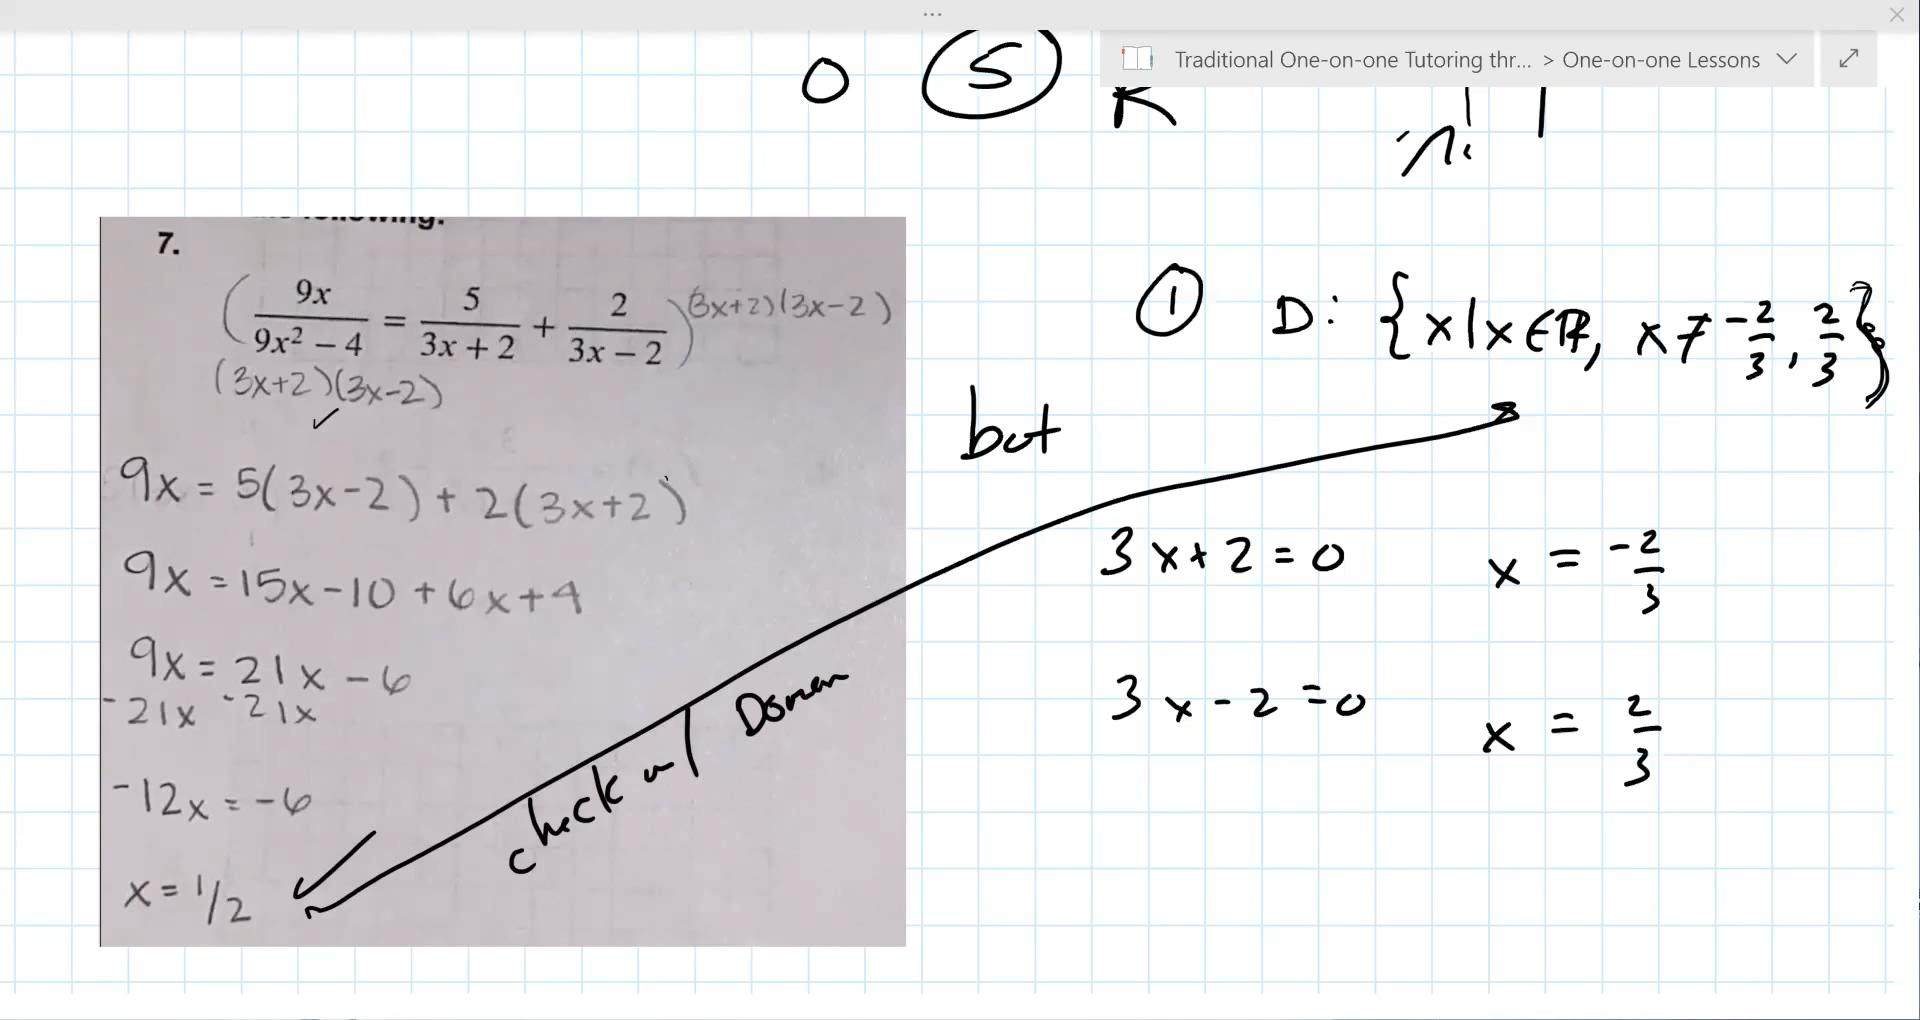 ...
Traditional One-on-one Tutoring thr... > One-on-one Lessons
0 5 R
following:
7.
( 9x/(9x² – 4) = 5/(3x + 2) + 2/(3x – 2) ) (3x+2)(3x-2)
(3x+2)(3x-2)
✓
9x = 5(3x-2) + 2(3x+2)
9x = 15x-10 + 6x+4
9x = 21x - 6
-21x -21x
-12x = -6
x = 1/2
check w/ Domain
but
① D: {x|x∈ℝ, x≠ -2/3, 2/3}
3x+2=0 x = -2/3
3x-2=0 x = 2/3